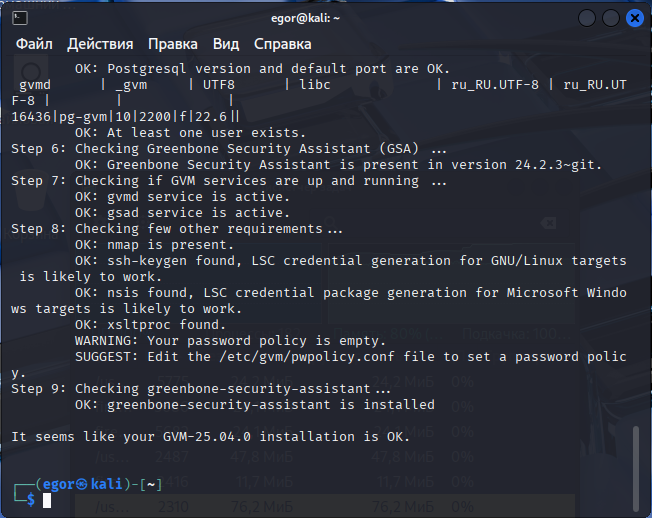 egor@kali: ~
Файл Действия Правка Вид Справка
OK: Postgresql version and default port are OK.
gvmd | _gvm | UTF8 | libc | ru_RU.UTF-8 | ru_RU.UT
F-8 | | |
16436|pg-gvm|10|2200|f|22.6||
OK: At least one user exists.
Step 6: Checking Greenbone Security Assistant (GSA) ...
OK: Greenbone Security Assistant is present in version 24.2.3~git.
Step 7: Checking if GVM services are up and running ...
OK: gvmd service is active.
OK: gsad service is active.
Step 8: Checking few other requirements...
OK: nmap is present.
OK: ssh-keygen found, LSC credential generation for GNU/Linux targets
is likely to work.
OK: nsis found, LSC credential package generation for Microsoft Windo
ws targets is likely to work.
OK: xsltproc found.
WARNING: Your password policy is empty.
SUGGEST: Edit the /etc/gvm/pwpolicy.conf file to set a password polic
y.
Step 9: Checking greenbone-security-assistant...
OK: greenbone-security-assistant is installed
It seems like your GVM-25.04.0 installation is OK.
┌──(egor㉿kali)-[~]
└─$